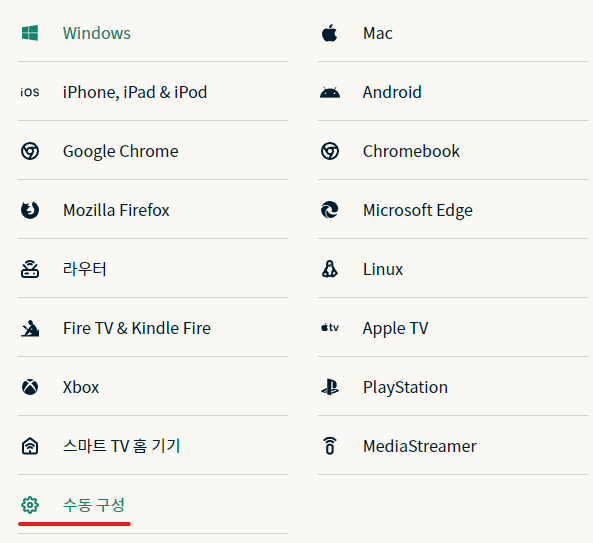 Windows
Mac
iOS
iPhone, iPad & iPod
Android
Google Chrome
Chromebook
Mozilla Firefox
Microsoft Edge
라우터
Linux
Fire TV & Kindle Fire
tv
Apple TV
Xbox
PlayStation
스마트 TV 홈 기기
MediaStreamer
수동 구성